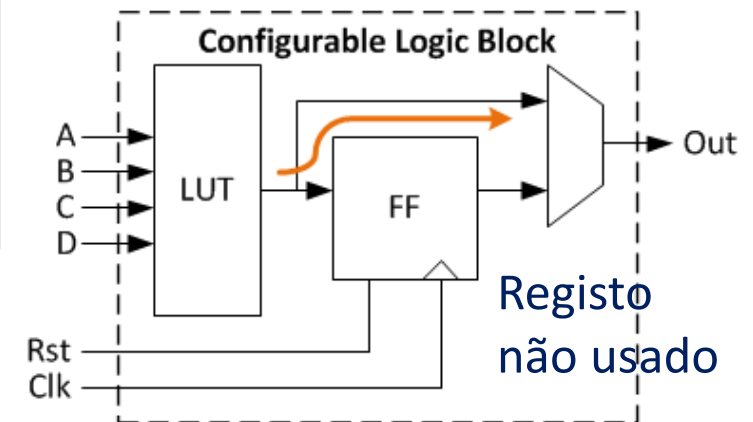 Configurable Logic Block
A
B
C
D
LUT
FF
Out
Rst
Clk
Registo
não usado